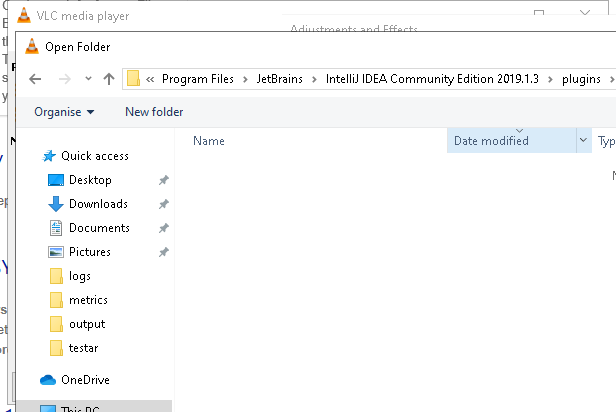 VLC media player
Adjustments and Effects
Open Folder
« Program Files > JetBrains > IntelliJ IDEA Community Edition 2019.1.3 > plugins >
Organise New folder
Name Date modified Typ
Quick access
Desktop
Downloads
Documents
Pictures
logs
metrics
output
testar
OneDrive
This PC